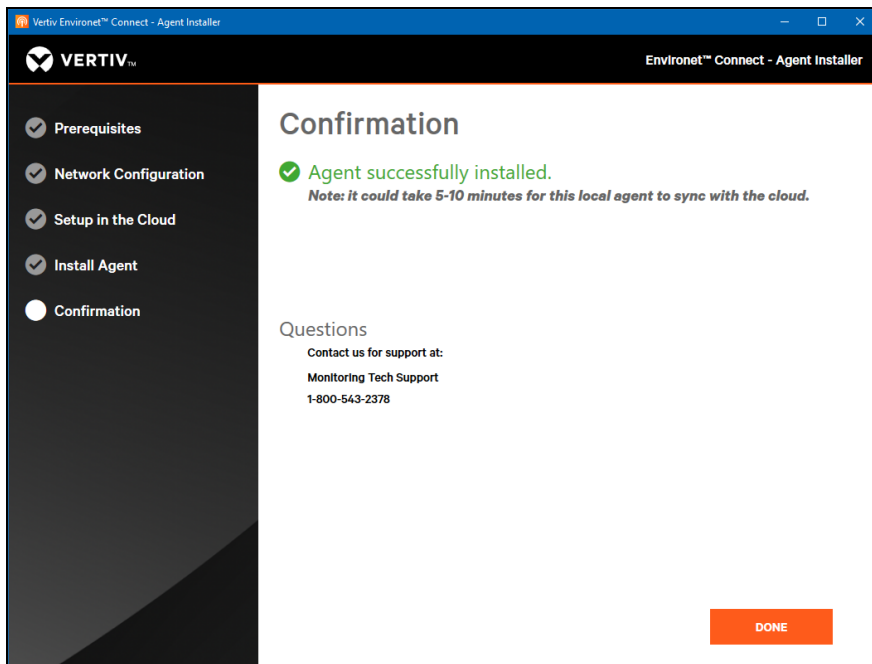 Vertiv Environet™ Connect - Agent Installer
VERTIV™
Environet™ Connect - Agent Installer
Prerequisites
Network Configuration
Setup in the Cloud
Install Agent
Confirmation
Confirmation
Agent successfully installed.
Note: it could take 5-10 minutes for this local agent to sync with the cloud.
Questions
Contact us for support at:
Monitoring Tech Support
1-800-543-2378
DONE